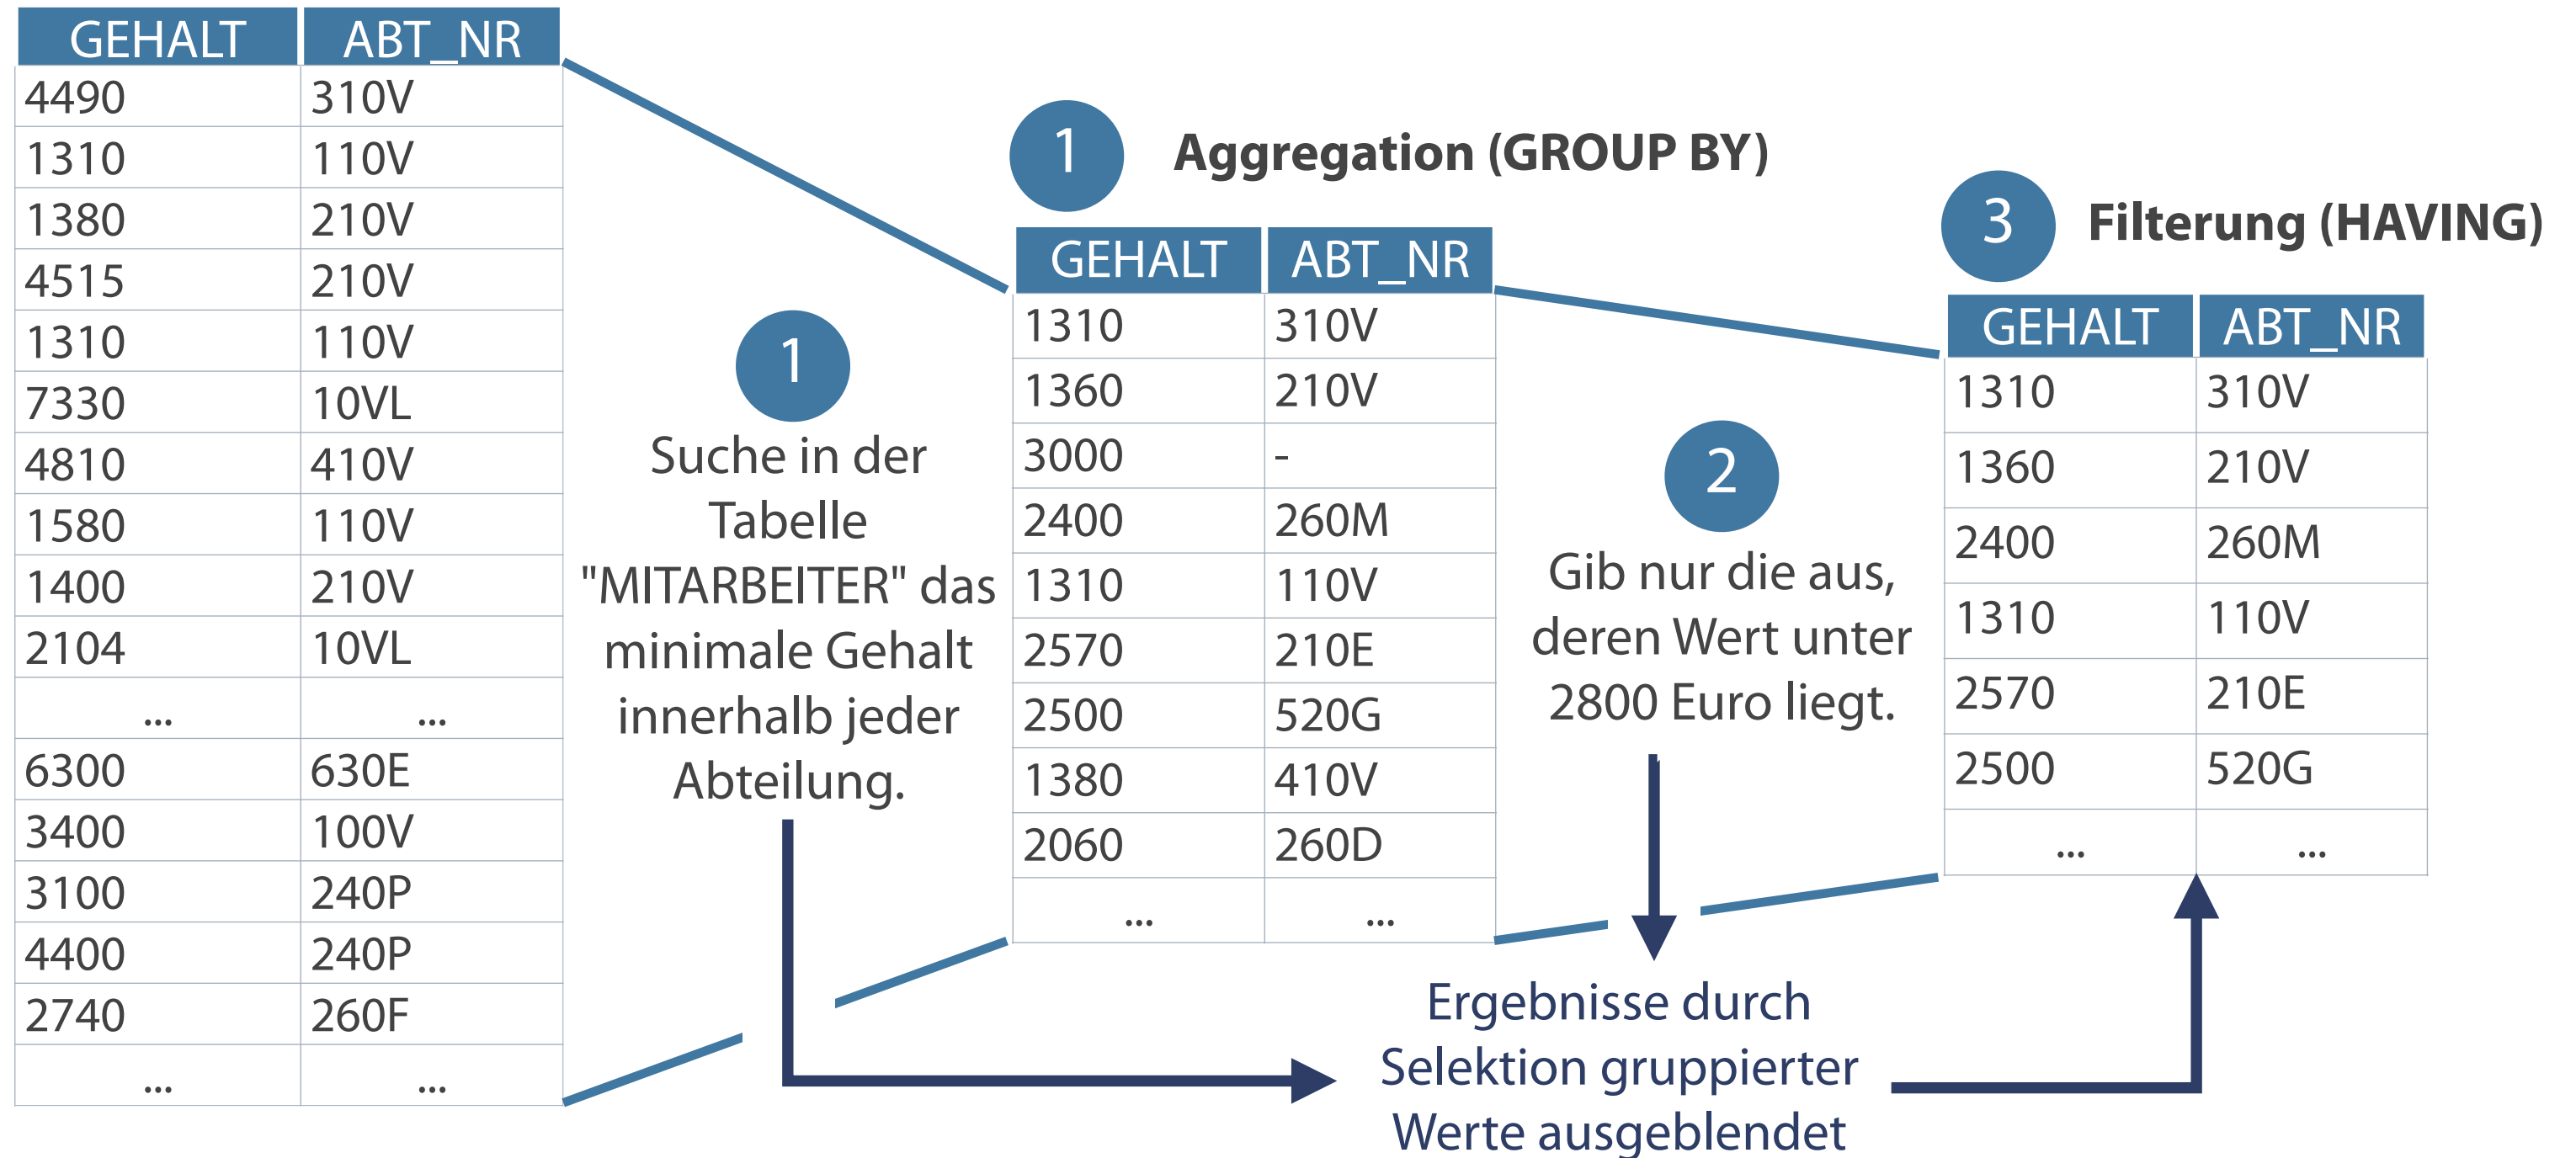 GEHALT ABT_NR
4490 310V
1310 110V
1380 210V
4515 210V
1310 110V
7330 10VL
4810 410V
1580 110V
1400 210V
2104 10VL
... ...
6300 630E
3400 100V
3100 240P
4400 240P
2740 260F
... ...
1
Suche in der
Tabelle
"MITARBEITER" das
minimale Gehalt
innerhalb jeder
Abteilung.
1 Aggregation (GROUP BY)
GEHALT ABT_NR
1310 310V
1360 210V
3000 -
2400 260M
1310 110V
2570 210E
2500 520G
1380 410V
2060 260D
... ...
2
Gib nur die aus,
deren Wert unter
2800 Euro liegt.
Ergebnisse durch
Selektion gruppierter
Werte ausgeblendet
3 Filterung (HAVING)
GEHALT ABT_NR
1310 310V
1360 210V
2400 260M
1310 110V
2570 210E
2500 520G
... ...